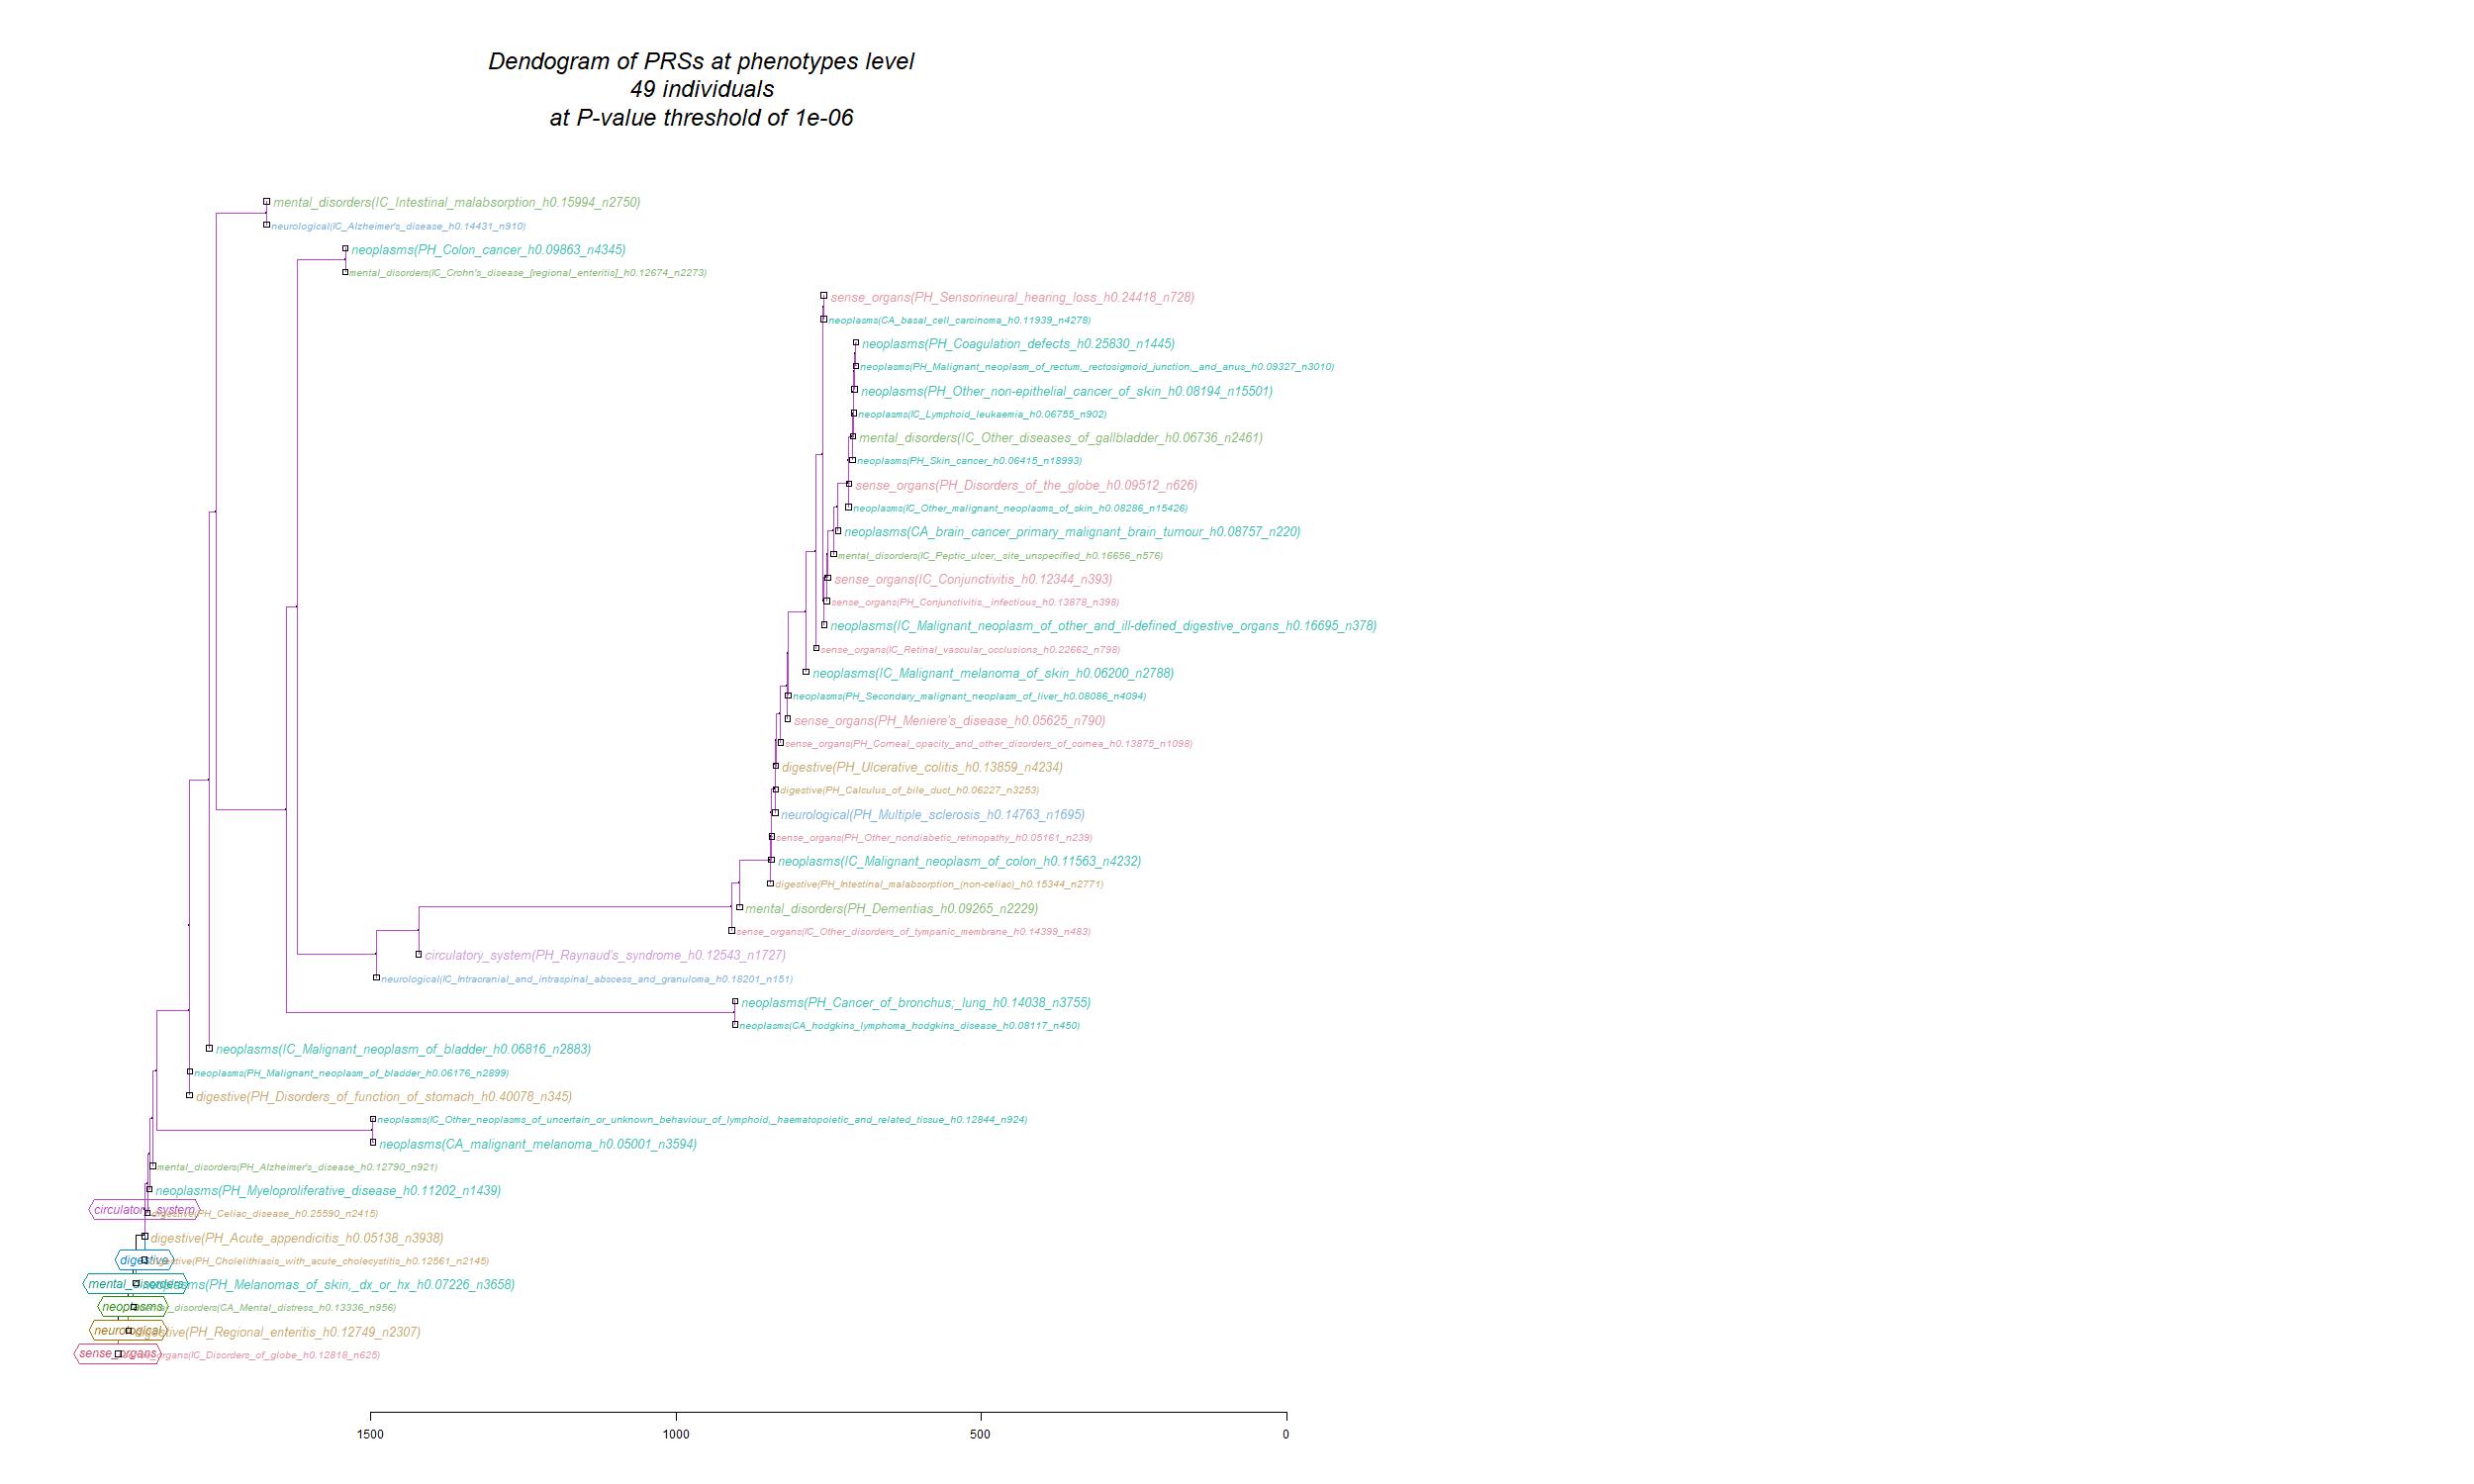 Dendogram of PRSs at phenotypes level
49 individuals
at P-value threshold of 1e-06
mental_disorders(IC_Intestinal_malabsorption_h0.15994_n2750)
neurological(IC_Alzheimer's_disease_h0.14431_n910)
neoplasms(PH_Colon_cancer_h0.09863_n4345)
mental_disorders(IC_Crohn's_disease_[regional_enteritis]_h0.12674_n2273)
sense_organs(PH_Sensorineural_hearing_loss_h0.24418_n728)
neoplasms(CA_basal_cell_carcinoma_h0.11939_n4278)
neoplasms(PH_Coagulation_defects_h0.25830_n1445)
neoplasms(PH_Malignant_neoplasm_of_rectum,_rectosigmoid_junction,_and_anus_h0.09327_n3010)
neoplasms(PH_Other_non-epithelial_cancer_of_skin_h0.08194_n15501)
neoplasms(IC_Lymphoid_leukaemia_h0.06755_n902)
mental_disorders(IC_Other_diseases_of_gallbladder_h0.06736_n2461)
neoplasms(PH_Skin_cancer_h0.06415_n18993)
sense_organs(PH_Disorders_of_the_globe_h0.09512_n626)
neoplasms(IC_Other_malignant_neoplasms_of_skin_h0.08286_n15426)
neoplasms(CA_brain_cancer_primary_malignant_brain_tumour_h0.08757_n220)
mental_disorders(IC_Peptic_ulcer,_site_unspecified_h0.16656_n576)
sense_organs(IC_Conjunctivitis_h0.12344_n393)
sense_organs(PH_Conjunctivitis,_infectious_h0.13878_n398)
neoplasms(IC_Malignant_neoplasm_of_other_and_ill-defined_digestive_organs_h0.16695_n378)
sense_organs(IC_Retinal_vascular_occlusions_h0.22662_n798)
neoplasms(IC_Malignant_melanoma_of_skin_h0.06200_n2788)
neoplasms(PH_Secondary_malignant_neoplasm_of_liver_h0.08086_n4094)
sense_organs(PH_Meniere's_disease_h0.05625_n790)
sense_organs(PH_Corneal_opacity_and_other_disorders_of_cornea_h0.13875_n1098)
digestive(PH_Ulcerative_colitis_h0.13859_n4234)
digestive(PH_Calculus_of_bile_duct_h0.06227_n3253)
neurological(PH_Multiple_sclerosis_h0.14763_n1695)
sense_organs(PH_Other_nondiabetic_retinopathy_h0.05161_n239)
neoplasms(IC_Malignant_neoplasm_of_colon_h0.11563_n4232)
digestive(PH_Intestinal_malabsorption_(non-celiac)_h0.15344_n2771)
mental_disorders(PH_Dementias_h0.09265_n2229)
sense_organs(IC_Other_disorders_of_tympanic_membrane_h0.14399_n483)
circulatory_system(PH_Raynaud's_syndrome_h0.12543_n1727)
neurological(IC_Intracranial_and_intraspinal_abscess_and_granuloma_h0.18201_n151)
neoplasms(PH_Cancer_of_bronchus;_lung_h0.14038_n3755)
neoplasms(CA_hodgkins_lymphoma_hodgkins_disease_h0.08117_n450)
neoplasms(IC_Malignant_neoplasm_of_bladder_h0.06816_n2883)
neoplasms(PH_Malignant_neoplasm_of_bladder_h0.06176_n2899)
digestive(PH_Disorders_of_function_of_stomach_h0.40078_n345)
neoplasms(IC_Other_neoplasms_of_uncertain_or_unknown_behaviour_of_lymphoid,_haematopoietic_and_related_tissue_h0.12844_n924)
neoplasms(CA_malignant_melanoma_h0.05001_n3594)
mental_disorders(PH_Alzheimer's_disease_h0.12790_n921)
neoplasms(PH_Myeloproliferative_disease_h0.11202_n1439)
circulatory_system
digestive(PH_Celiac_disease_h0.25590_n2415)
digestive(PH_Acute_appendicitis_h0.05138_n3938)
digestive
digestive(PH_Cholelithiasis_with_acute_cholecystitis_h0.12561_n2145)
mental_disorders
neoplasms(PH_Melanomas_of_skin,_dx_or_hx_h0.07226_n3658)
neoplasms
mental_disorders(CA_Mental_distress_h0.13336_n956)
neurological
digestive(PH_Regional_enteritis_h0.12749_n2307)
sense_organs
sense_organs(IC_Disorders_of_globe_h0.12818_n625)
1500 1000 500 0